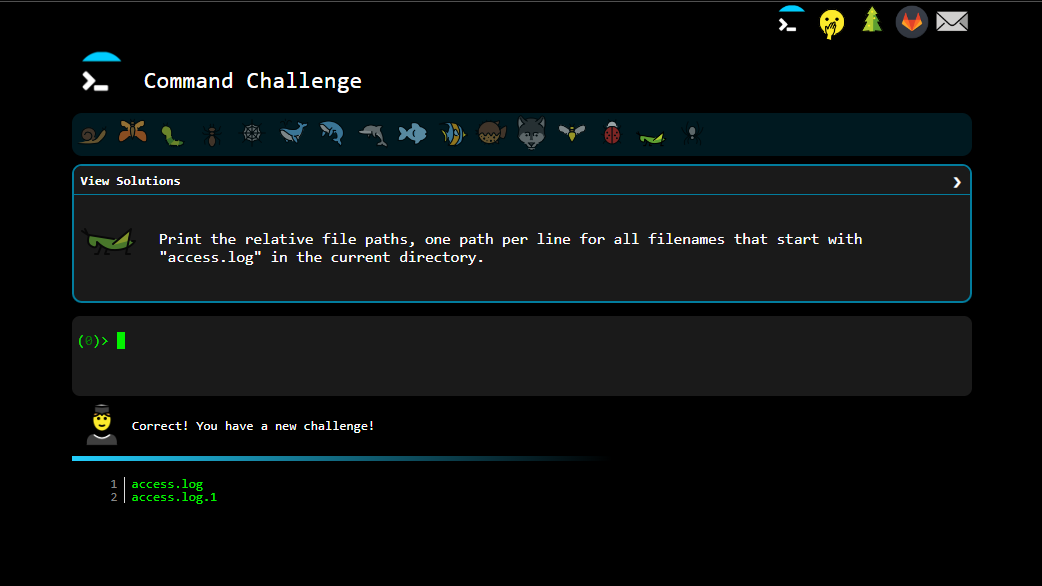 Command Challenge
View Solutions
Print the relative file paths, one path per line for all filenames that start with
"access.log" in the current directory.
(0)>
Correct! You have a new challenge!
1 access.log
2 access.log.1